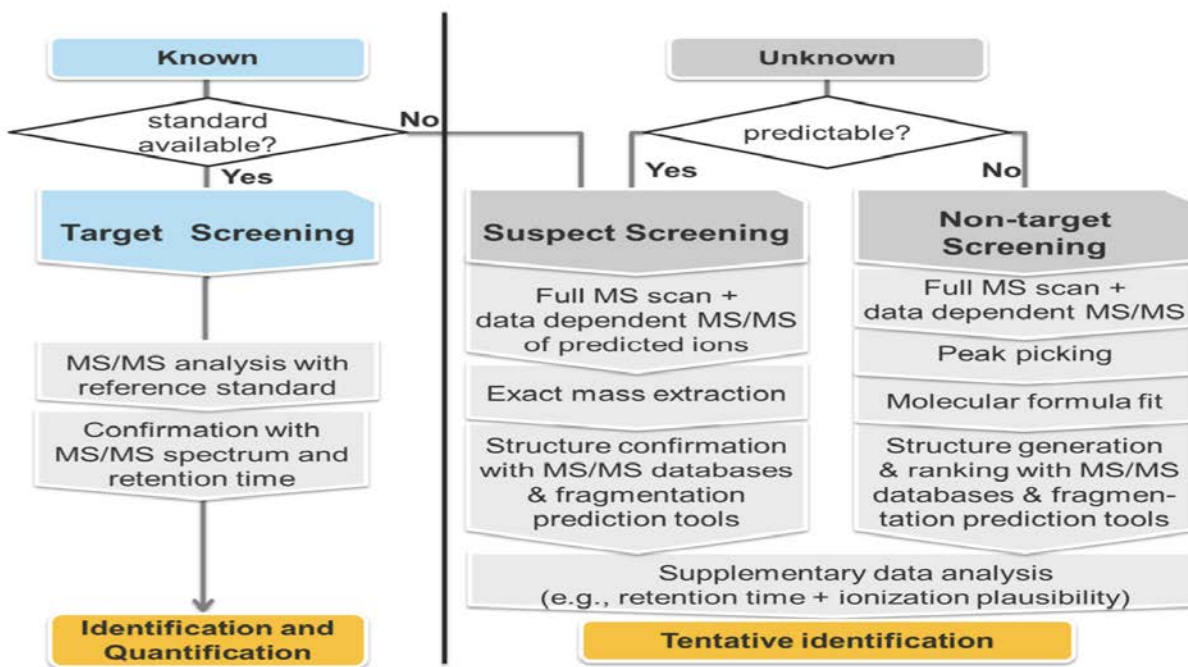 Known
standard
available?
No
Yes
Target Screening
MS/MS analysis with
reference standard
Confirmation with
MS/MS spectrum and
retention time
Identification and
Quantification
Unknown
predictable?
Yes
No
Suspect Screening
Full MS scan +
data dependent MS/MS
of predicted ions
Exact mass extraction
Structure confirmation
with MS/MS databases
& fragmentation
prediction tools
Non-target
Screening
Full MS scan +
data dependent MS/MS
Peak picking
Molecular formula fit
Structure generation
& ranking with MS/MS
databases & fragmen-
tation prediction tools
Supplementary data analysis
(e.g., retention time + ionization plausibility)
Tentative identification